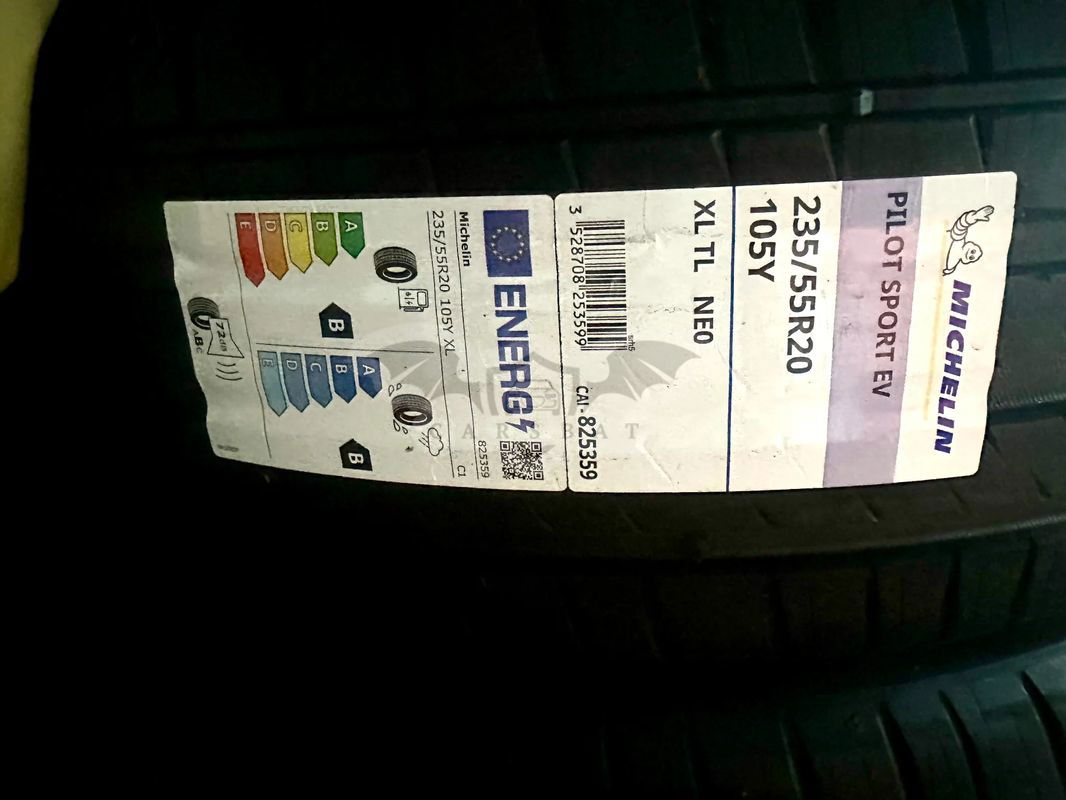 MICHELIN
PILOT SPORT EV
235/55R20
105Y
XL TL NE0
3 528708 253599
CAI-825359
ENERG
Michelin
825359
235/55R20 105Y XL
C1
A
B
C
D
E
B
A
B
C
D
E
B
72dB
ABC
CARSBAT